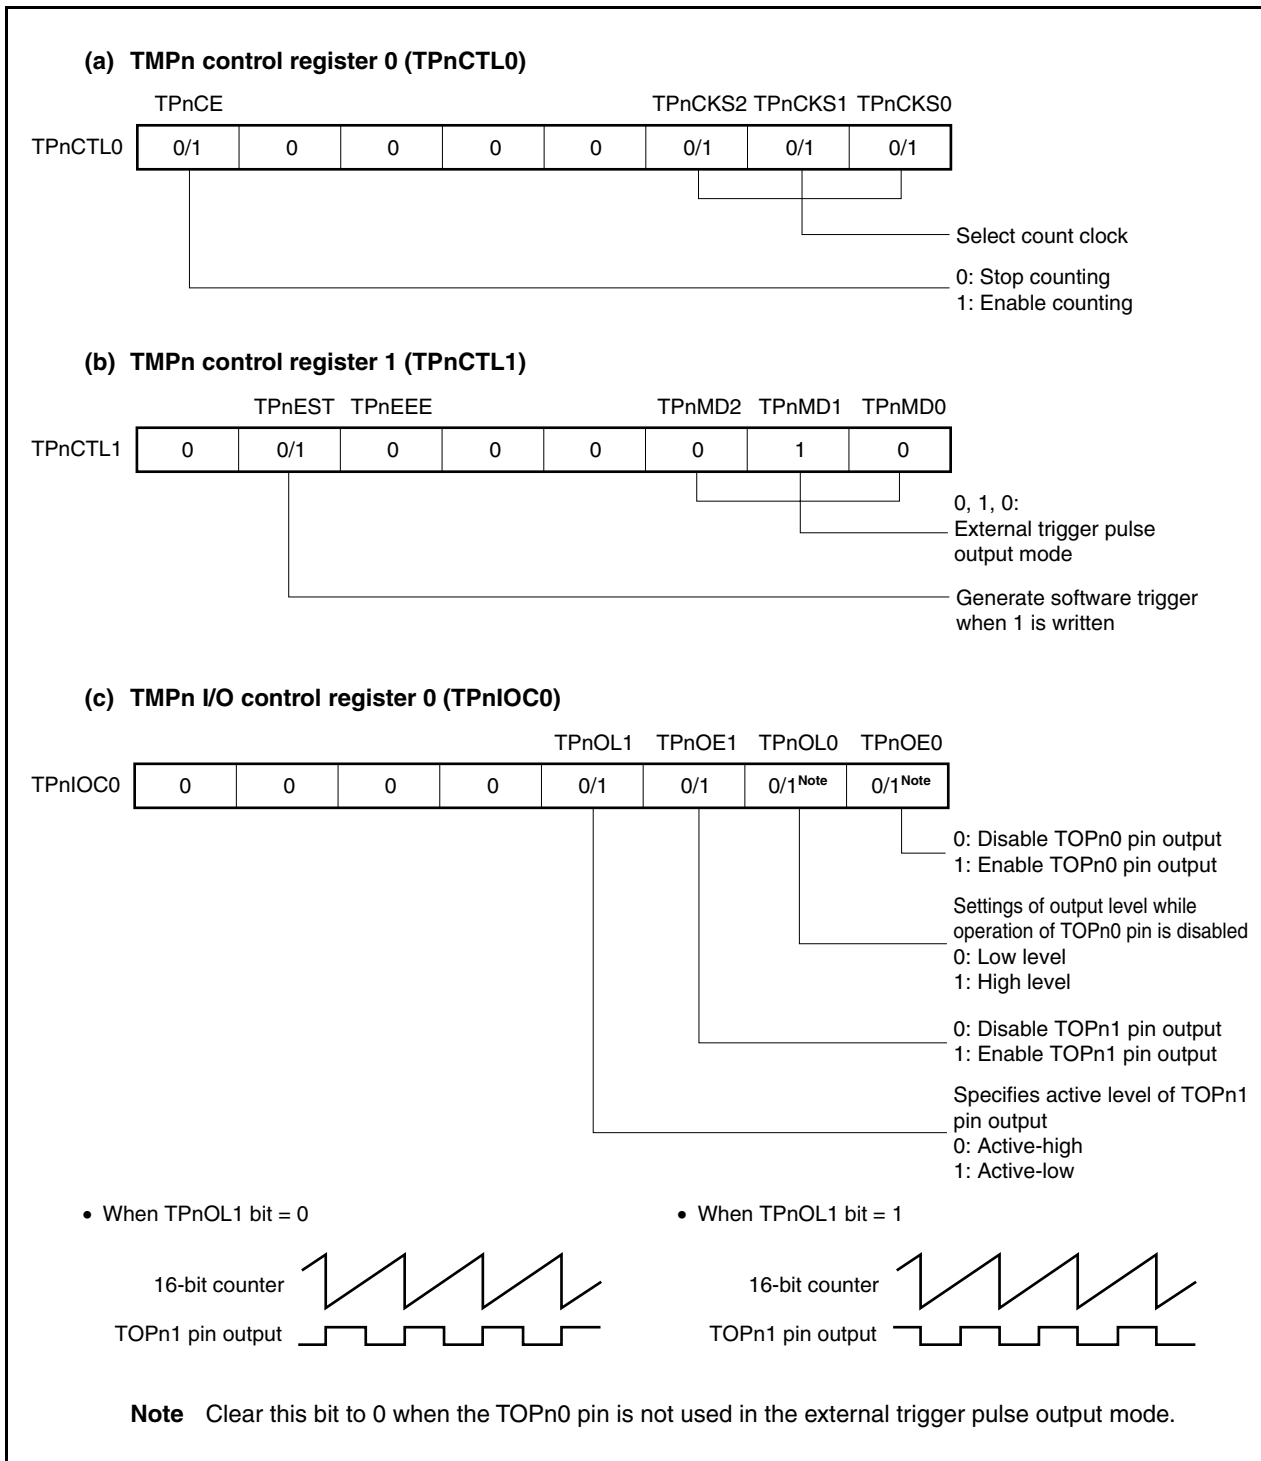 (a) TMPn control register 0 (TPnCTL0)
TPnCE TPnCKS2 TPnCKS1 TPnCKS0
TPnCTL0 0/1 0 0 0 0 0/1 0/1 0/1
Select count clock
0: Stop counting
1: Enable counting
(b) TMPn control register 1 (TPnCTL1)
TPnEST TPnEEE TPnMD2 TPnMD1 TPnMD0
TPnCTL1 0 0/1 0 0 0 0 1 0
0, 1, 0:
External trigger pulse
output mode
Generate software trigger
when 1 is written
(c) TMPn I/O control register 0 (TPnIOC0)
TPnOL1 TPnOE1 TPnOL0 TPnOE0
TPnIOC0 0 0 0 0 0/1 0/1 0/1Note 0/1Note
0: Disable TOPn0 pin output
1: Enable TOPn0 pin output
Settings of output level while
operation of TOPn0 pin is disabled
0: Low level
1: High level
0: Disable TOPn1 pin output
1: Enable TOPn1 pin output
Specifies active level of TOPn1
pin output
0: Active-high
1: Active-low
• When TPnOL1 bit = 0 • When TPnOL1 bit = 1
16-bit counter 16-bit counter
TOPn1 pin output TOPn1 pin output
Note Clear this bit to 0 when the TOPn0 pin is not used in the external trigger pulse output mode.